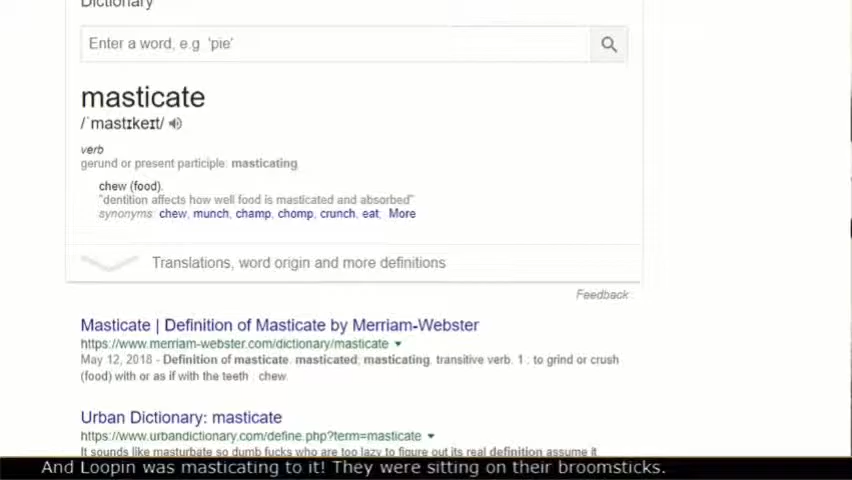 Dictionary
Enter a word, e.g 'pie'
masticate
/ˈmastɪkeɪt/
verb
gerund or present participle: masticating
chew (food).
"dentition affects how well food is masticated and absorbed"
synonyms: chew, munch, champ, chomp, crunch, eat; More
Translations, word origin and more definitions
Feedback
Masticate | Definition of Masticate by Merriam-Webster
https://www.merriam-webster.com/dictionary/masticate
May 12, 2018 - Definition of masticate. masticated; masticating. transitive verb. 1 : to grind or crush
(food) with or as if with the teeth : chew.
Urban Dictionary: masticate
https://www.urbandictionary.com/define.php?term=masticate
It sounds like masturbate so dumb fucks who are too lazy to figure out its real definition assume it
And Loopin was masticating to it! They were sitting on their broomsticks.